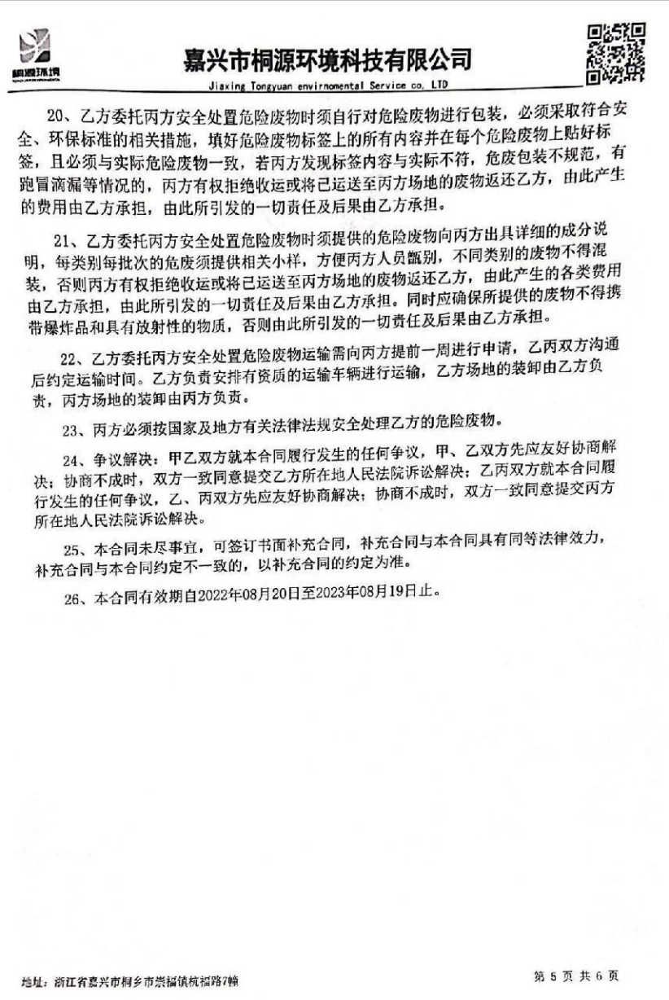 桐源环境
嘉兴市桐源环境科技有限公司
Jiaxing Tongyuan envirnomental Service co, LTD
20、乙方委托丙方安全处置危险废物时须自行对危险废物进行包装，必须采取符合安
全、环保标准的相关措施，填好危险废物标签上的所有内容并在每个危险废物上贴好标
签，且必须与实际危险废物一致，若丙方发现标签内容与实际不符，危废包装不规范，有
跑冒滴漏等情况的，丙方有权拒绝收运或将已运送至丙方场地的废物返还乙方，由此产生
的费用由乙方承担，由此所引发的一切责任及后果由乙方承担。
21、乙方委托丙方安全处置危险废物时须提供的危险废物向丙方出具详细的成分说
明，每类别每批次的危废须提供相关小样，方便丙方人员甑别，不同类别的废物不得混
装，否则丙方有权拒绝收运或将已运送至丙方场地的废物返还乙方，由此产生的各类费用
由乙方承担，由此所引发的一切责任及后果由乙方承担。同时应确保所提供的废物不得携
带爆炸品和具有放射性的物质，否则由此所引发的一切责任及后果由乙方承担。
22、乙方委托丙方安全处置危险废物运输需向丙方提前一周进行申请，乙丙双方沟通
后约定运输时间。乙方负责安排有资质的运输车辆进行运输，乙方场地的装卸由乙方负
责，丙方场地的装卸由丙方负责。
23、丙方必须按国家及地方有关法律法规安全处理乙方的危险废物。
24、争议解决：甲乙双方就本合同履行发生的任何争议，甲、乙双方先应友好协商解
决；协商不成时，双方一致同意提交乙方所在地人民法院诉讼解决；乙丙双方就本合同履
行发生的任何争议，乙、丙双方先应友好协商解决；协商不成时，双方一致同意提交丙方
所在地人民法院诉讼解决。
25、本合同未尽事宜，可签订书面补充合同，补充合同与本合同具有同等法律效力，
补充合同与本合同约定不一致的，以补充合同的约定为准。
26、本合同有效期自2022年08月20日至2023年08月19日止。
地址：浙江省嘉兴市桐乡市崇福镇杭福路7幢
第 5 页 共 6 页